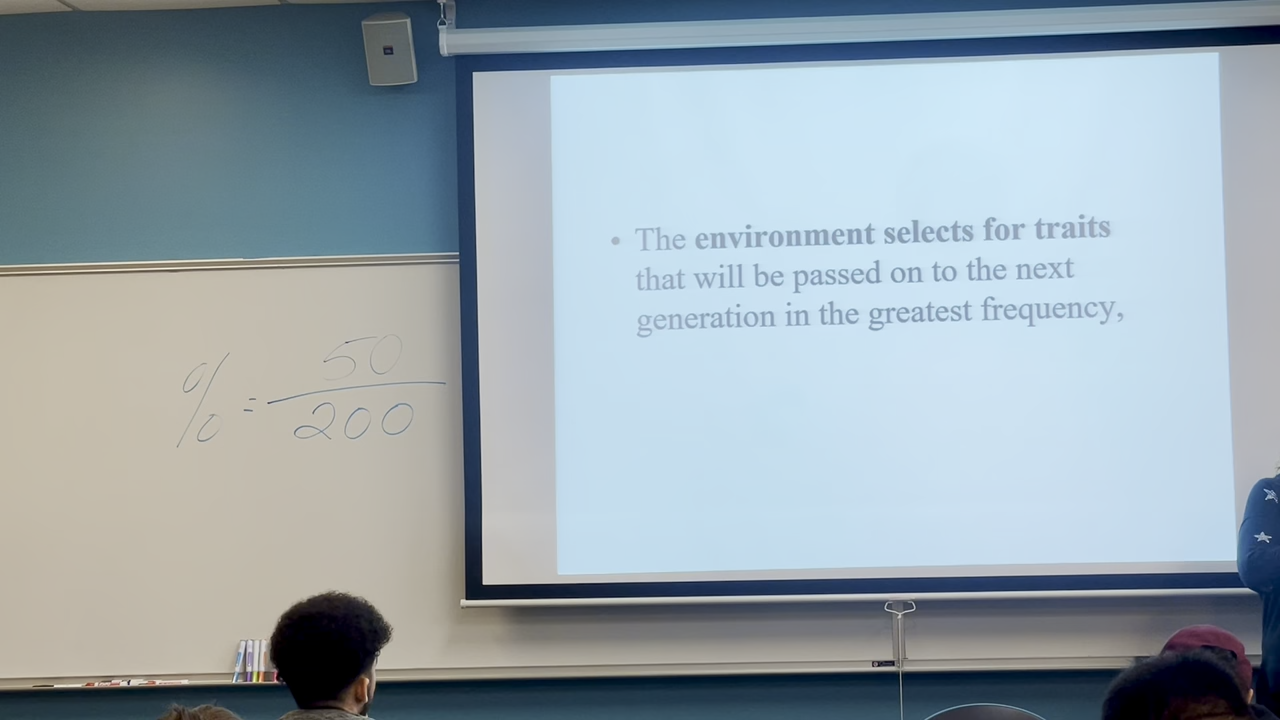 • The environment selects for traits
that will be passed on to the next
generation in the greatest frequency,
% = 50
200